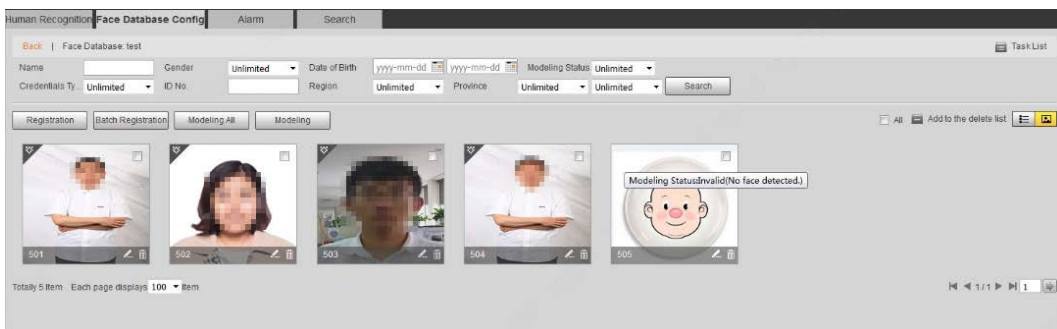 Human Recognition Face Database Config Alarm Search
Back | Face Database: test Task List
Name Gender Unlimited Date of Birth yyyy-mm-dd yyyy-mm-dd Modeling Status Unlimited
Credentials Ty... Unlimited ID No. Region Unlimited Province Unlimited Unlimited Search
Registration Batch Registration Modeling All Modeling All Add to the delete list
Modeling Status:Invalid(No face detected.)
501 502 503 504 505
Totally 5 Item Each page displays 100 Item 1/1 1